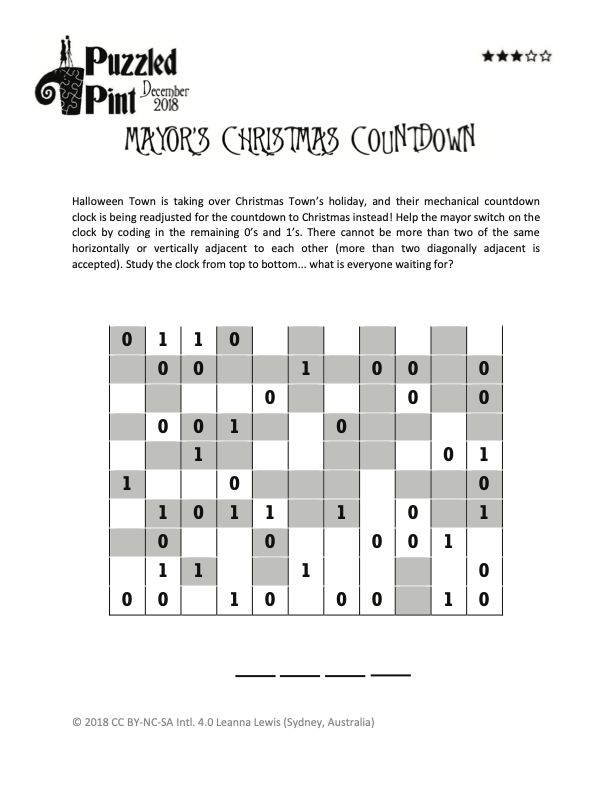 Puzzled
Pint December
2018
MAYOR'S CHRISTMAS COUNTDOWN
Halloween Town is taking over Christmas Town's holiday, and their mechanical countdown
clock is being readjusted for the countdown to Christmas instead! Help the mayor switch on the
clock by coding in the remaining 0's and 1's. There cannot be more than two of the same
horizontally or vertically adjacent to each other (more than two diagonally adjacent is
accepted). Study the clock from top to bottom... what is everyone waiting for?
0 1 1 0
0 0 1 0 0 0
0 0 0
0 0 1 0
1 0 1
1 0 0
1 0 1 1 1 0 1
0 0 0 0 1
1 1 1 0
0 0 1 0 0 0 1 0
© 2018 CC BY-NC-SA Intl. 4.0 Leanna Lewis (Sydney, Australia)